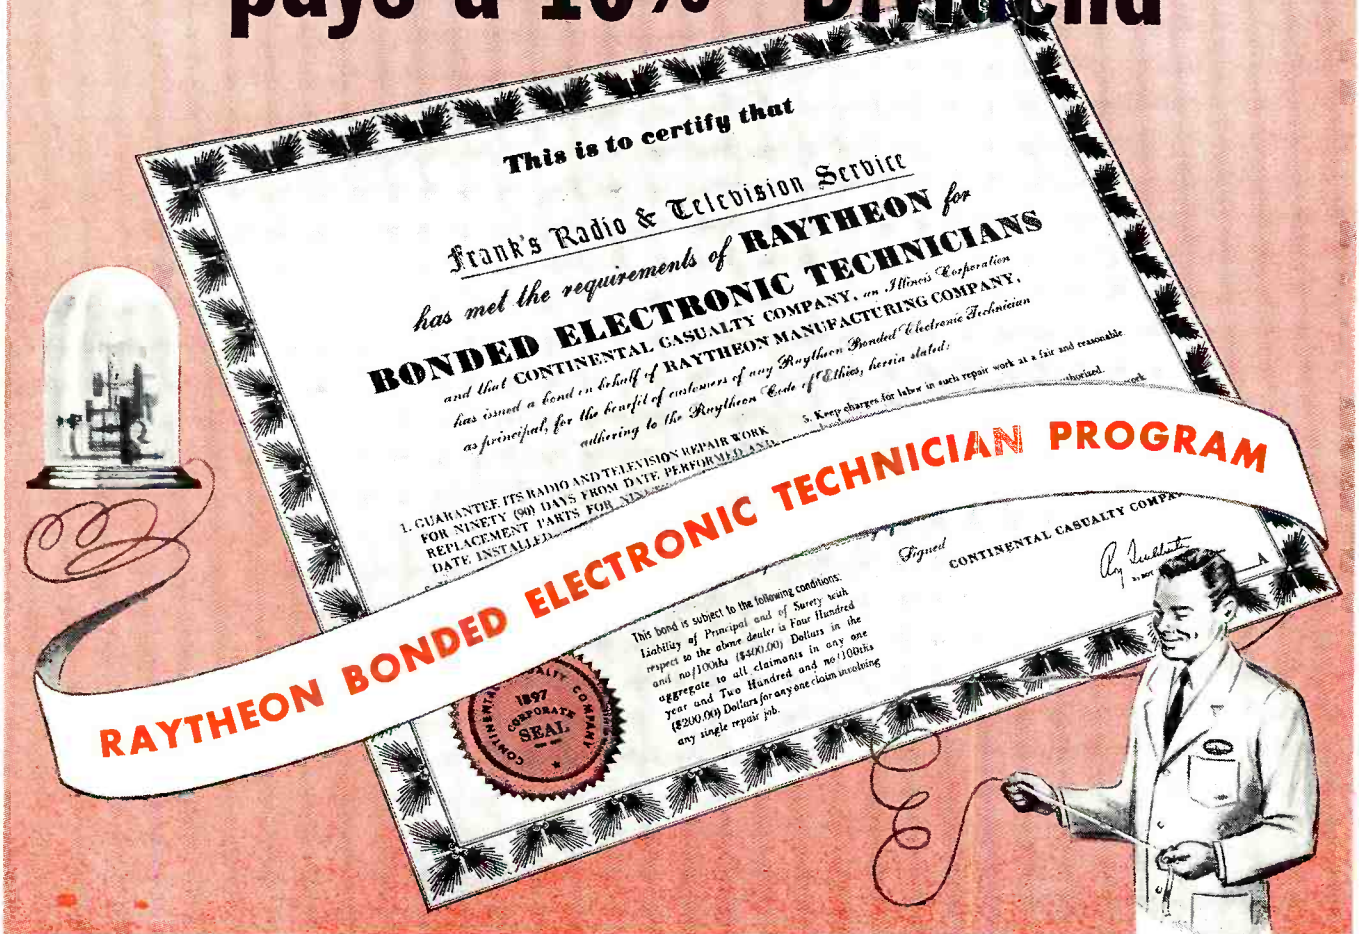 pays a 10% Dividend
This is to certify that
Frank's Radio & Television Service
has met the requirements of RAYTHEON for
BONDED ELECTRONIC TECHNICIANS
and that CONTINENTAL CASUALTY COMPANY, an Illinois Corporation
has issued a bond on behalf of RAYTHEON MANUFACTURING COMPANY,
as principal, for the benefit of customers of any Raytheon Bonded Electronic Technician
adhering to the Raytheon Code of Ethics, herein stated:
1. GUARANTEE ITS RADIO AND TELEVISION REPAIR WORK
FOR NINETY (90) DAYS FROM DATE PERFORMED AND
REPLACEMENT PARTS FOR
DATE INSTALLED
5. Keep charges for labor in such repair work at a fair and reasonable
RAYTHEON BONDED ELECTRONIC TECHNICIAN PROGRAM
Signed
CONTINENTAL CASUALTY
This bond is subject to the following conditions:
Liability of Principal and of Surety with
respect to the above dealer is Four Hundred
and no/100ths ($400.00) Dollars in the
aggregate to all claimants in any one
year and Two Hundred and no/100ths
($200.00) Dollars for any one claim involving
any single repair job.
COMPANY
1897
CORPORATE
SEAL